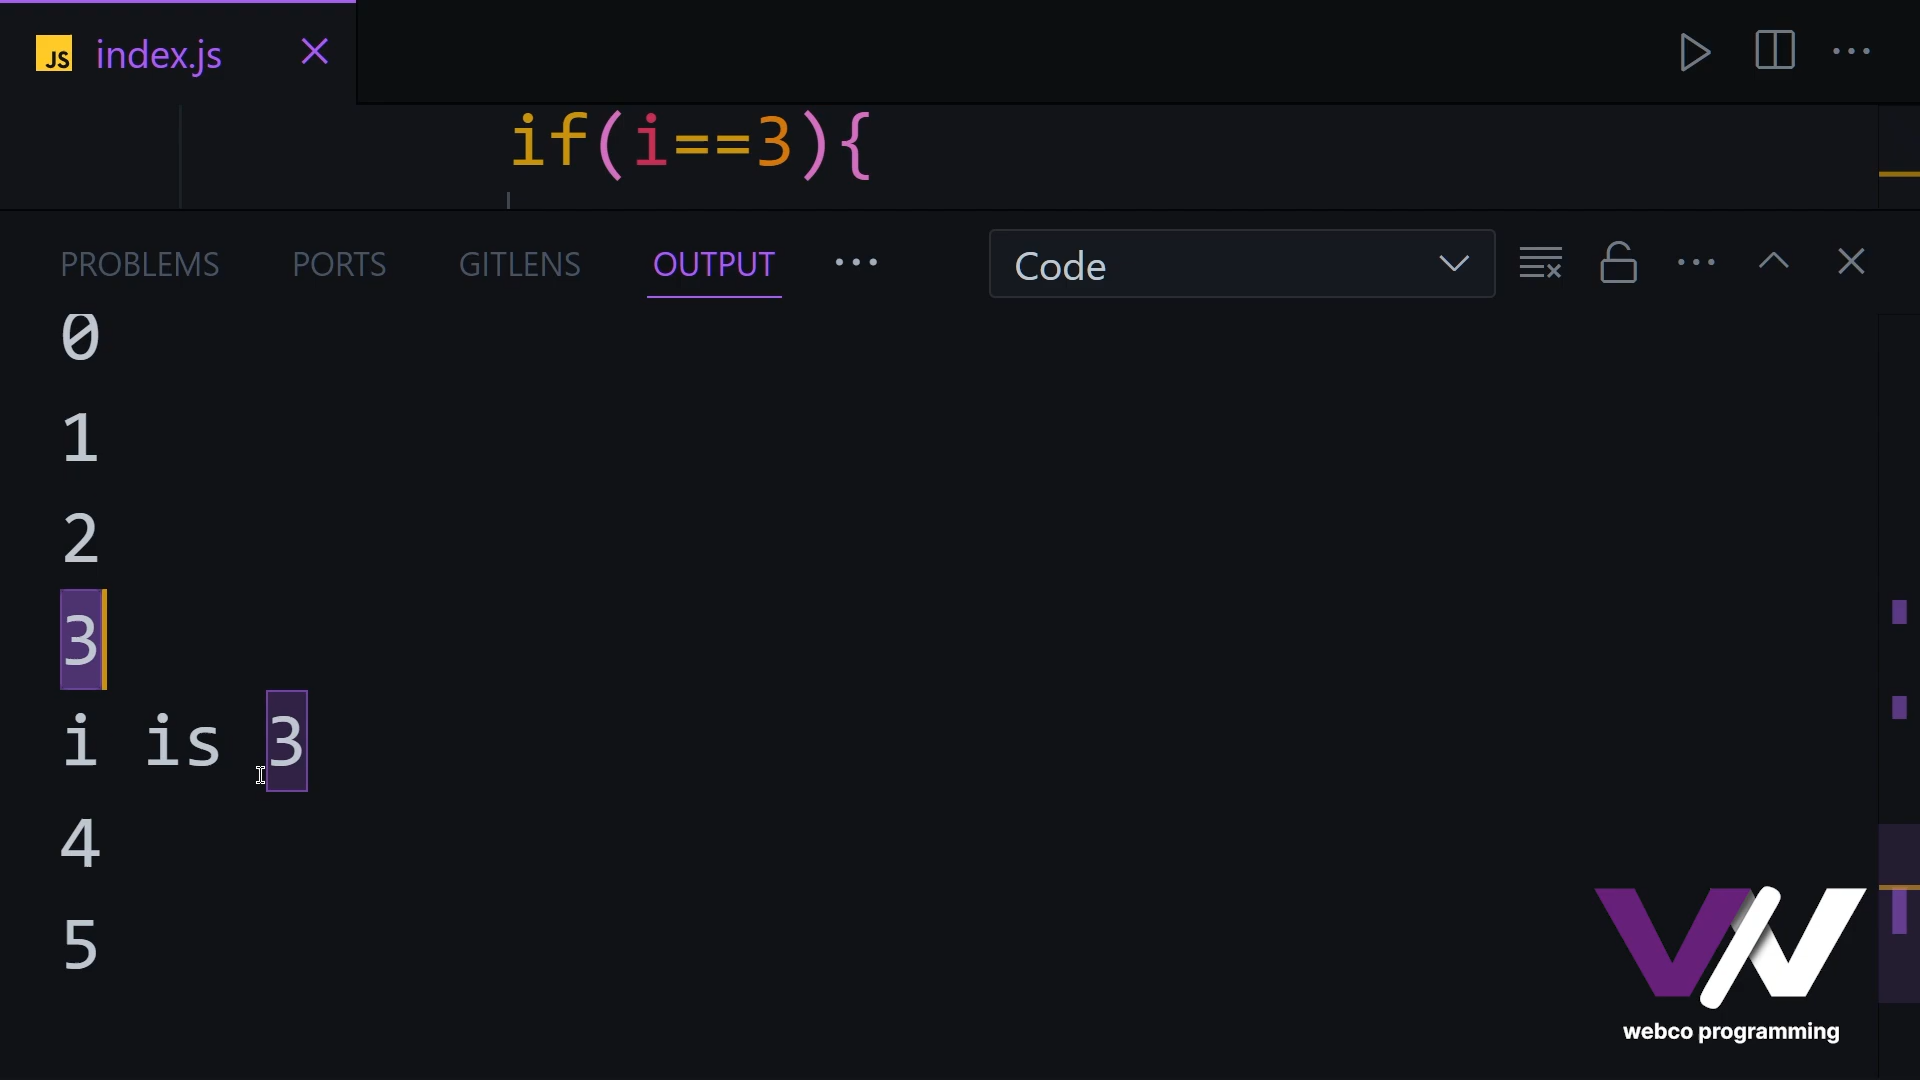 JS index.js
if(i==3){
PROBLEMS PORTS GITLENS OUTPUT Code
0
1
2
3
i is 3
4
5
webco programming